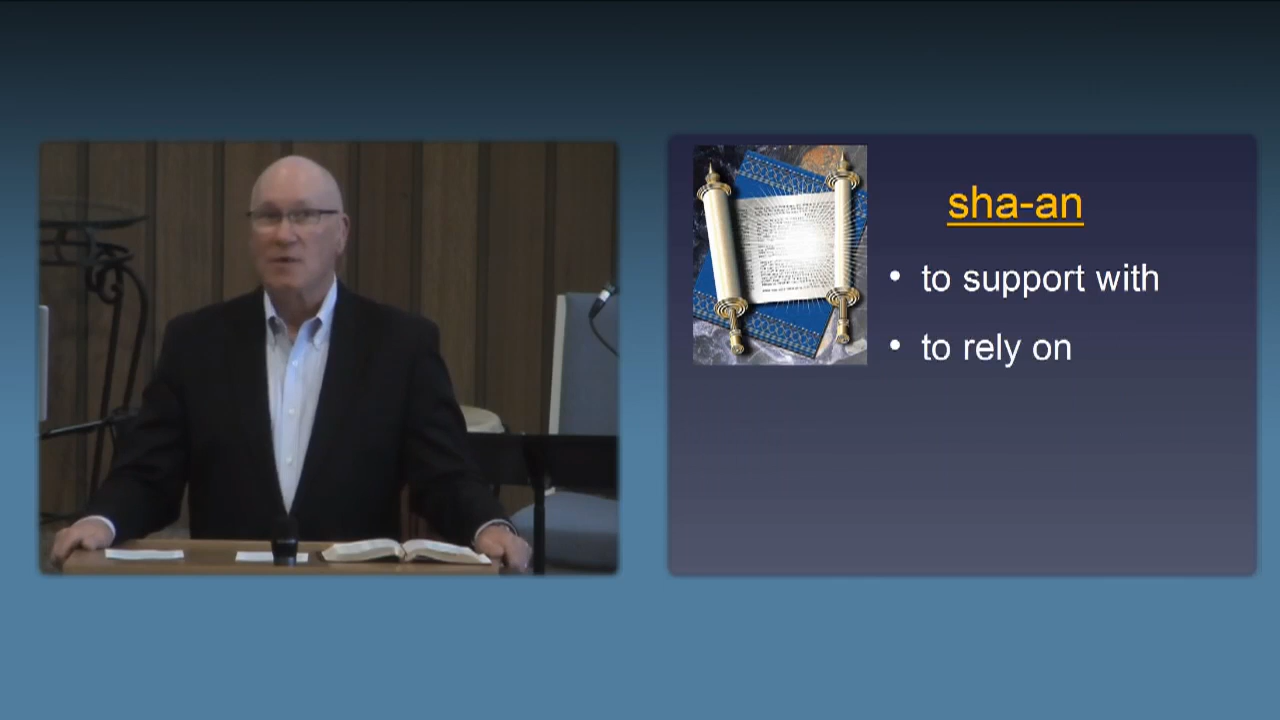 sha-an
• to support with
• to rely on